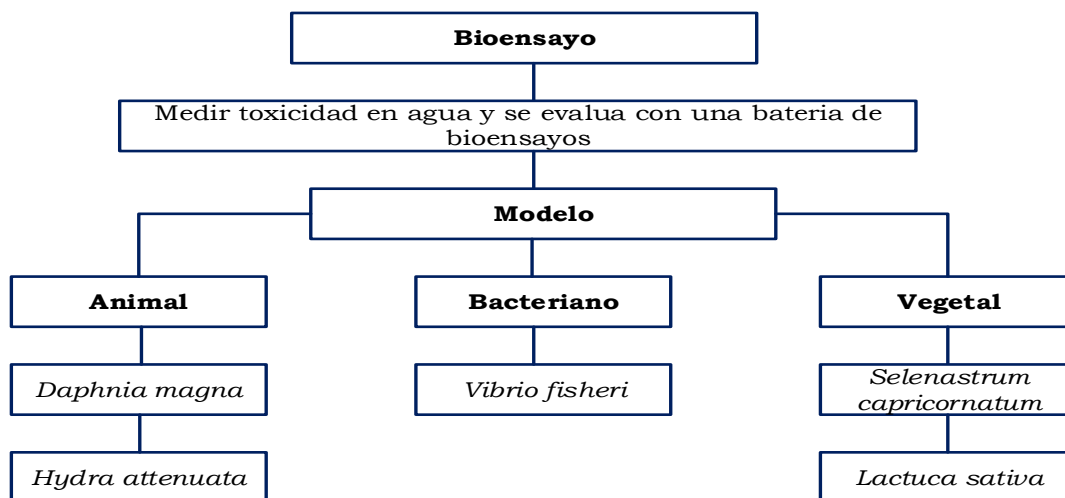 Bioensayo
Medir toxicidad en agua y se evalua con una bateria de
bioensayos
Modelo
Animal
Bacteriano
Vegetal
Daphnia magna
Vibrio fisheri
Selenastrum
capricornatum
Hydra attenuata
Lactuca sativa